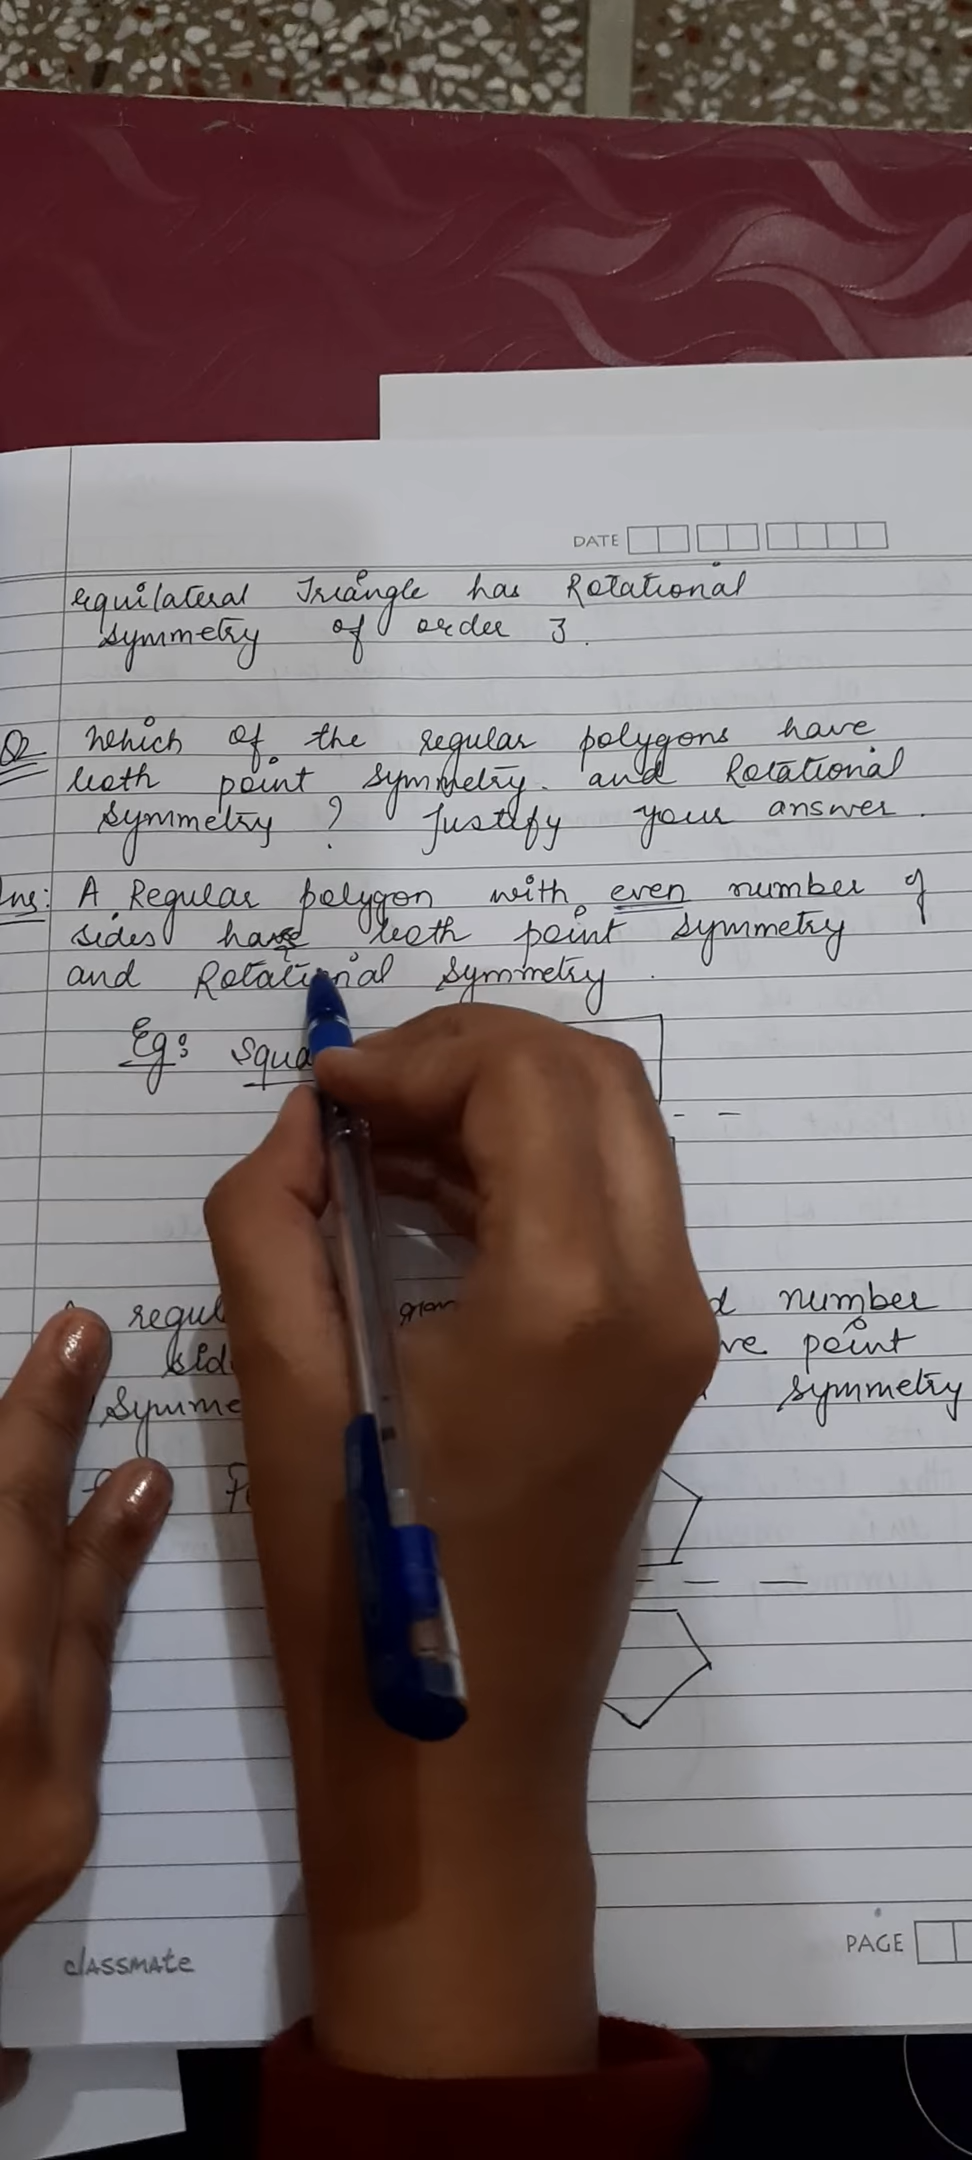 DATE
equilateral Triangle has Rotational
symmetry of order 3.
Q2 Which of the regular polygons have
both point symmetry and Rotational
symmetry? Justify your answer.
Ans: A Regular polygon with even number of
sides have both point symmetry
and Rotational symmetry.
Eg: Squa
regul gon d number
sid ve point
Symme symmetry
classmate
PAGE